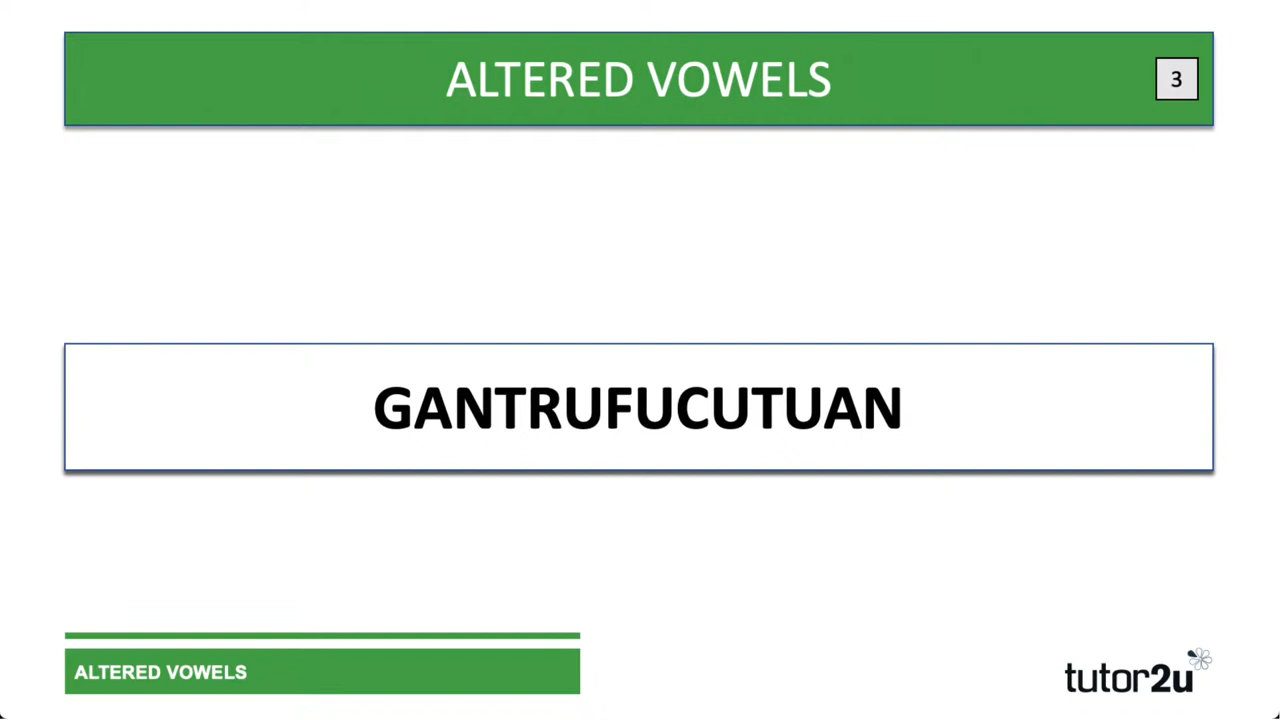 ALTERED VOWELS
3
GANTRUFUCUTUAN
ALTERED VOWELS
tutor2u